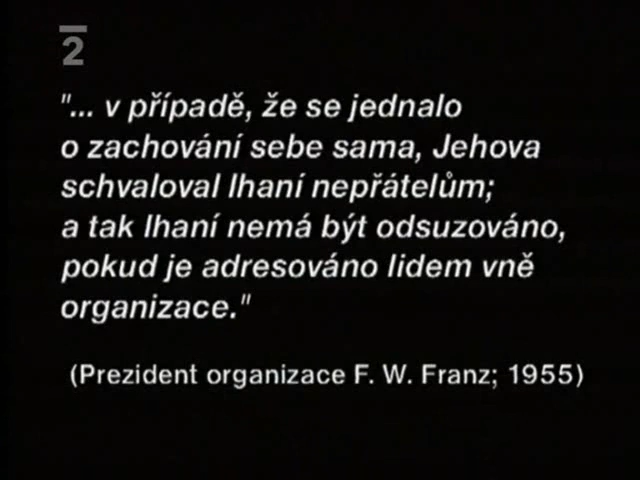 2
"... v případě, že se jednalo
o zachování sebe sama, Jehova
schvaloval lhaní nepřátelům;
a tak lhaní nemá být odsuzováno,
pokud je adresováno lidem vně
organizace."
(Prezident organizace F. W. Franz; 1955)